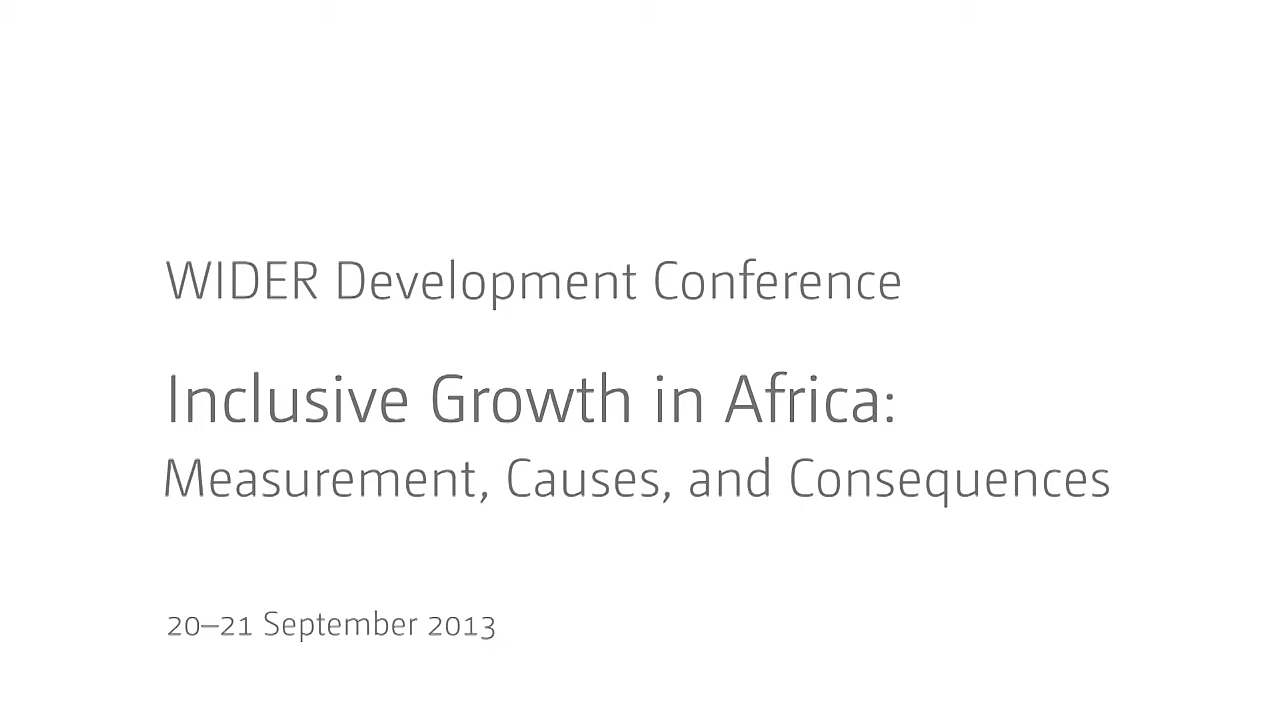 WIDER Development Conference
Inclusive Growth in Africa:
Measurement, Causes, and Consequences
20–21 September 2013